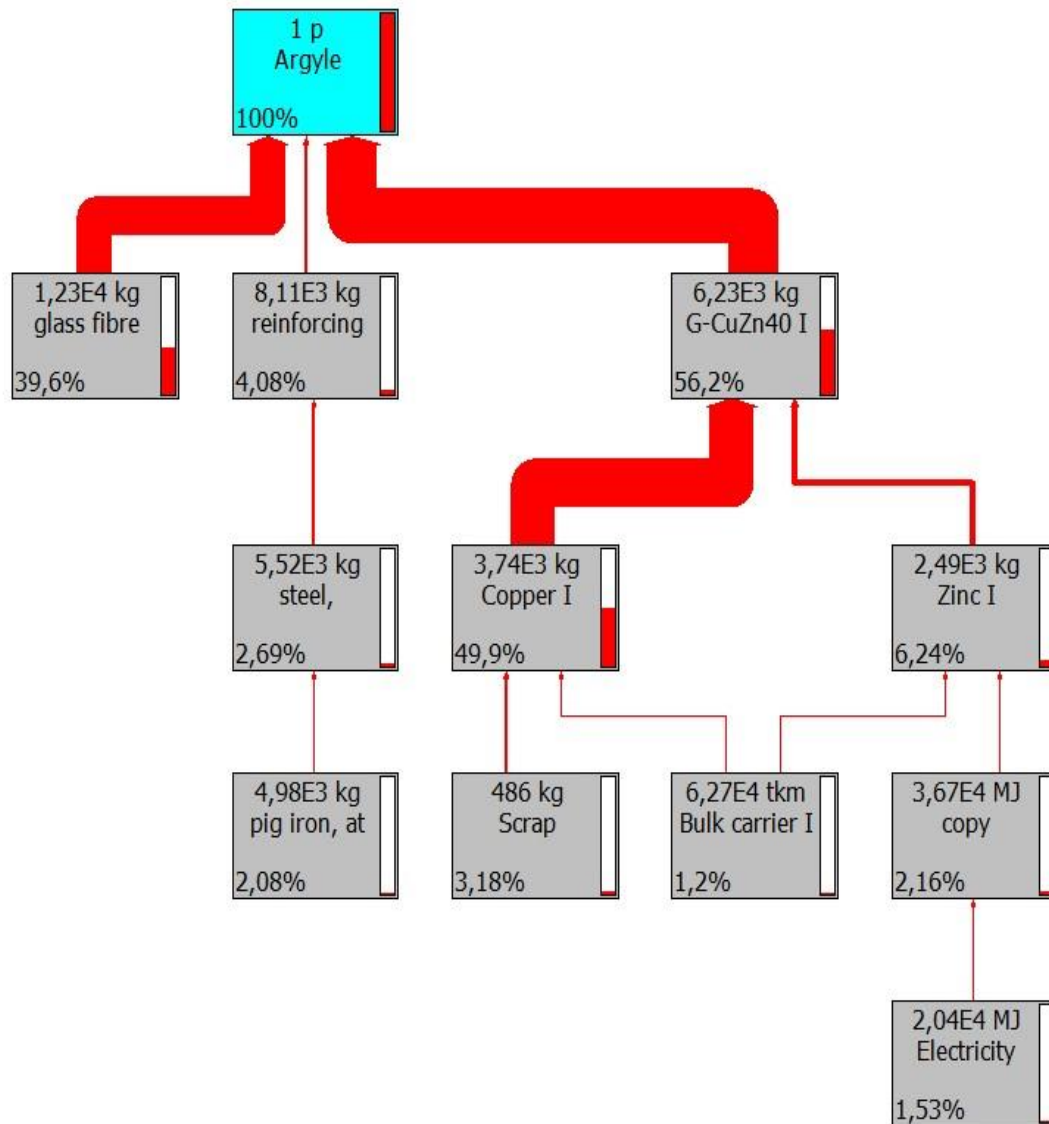 1 p
Argyle
100%
1,23E4 kg
glass fibre
39,6%
8,11E3 kg
reinforcing
4,08%
6,23E3 kg
G-CuZn40 I
56,2%
5,52E3 kg
steel,
2,69%
3,74E3 kg
Copper I
49,9%
2,49E3 kg
Zinc I
6,24%
4,98E3 kg
pig iron, at
2,08%
486 kg
Scrap
3,18%
6,27E4 tkm
Bulk carrier I
1,2%
3,67E4 MJ
copy
2,16%
2,04E4 MJ
Electricity
1,53%